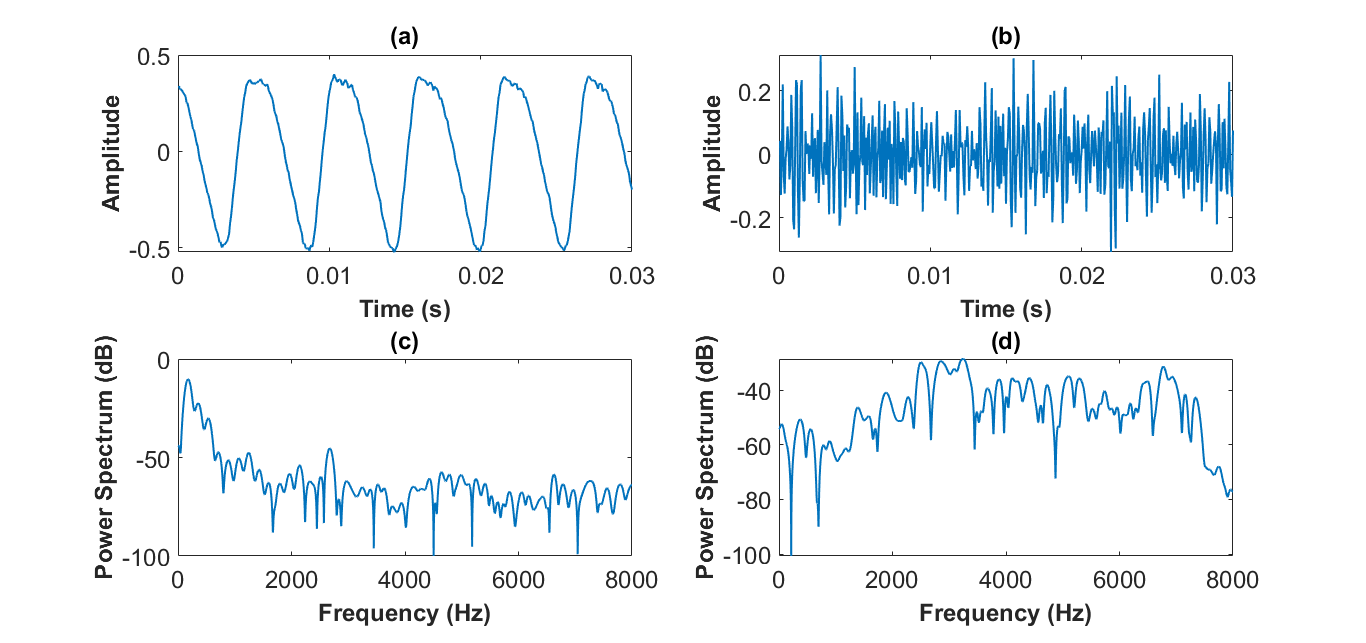 (a)
0.5
0
-0.5
Amplitude
0
0.01
0.02
0.03
Time (s)
(b)
0.2
0
-0.2
Amplitude
0
0.01
0.02
0.03
Time (s)
(c)
0
-50
-100
Power Spectrum (dB)
0
2000
4000
6000
8000
Frequency (Hz)
(d)
-40
-60
-80
-100
Power Spectrum (dB)
0
2000
4000
6000
8000
Frequency (Hz)